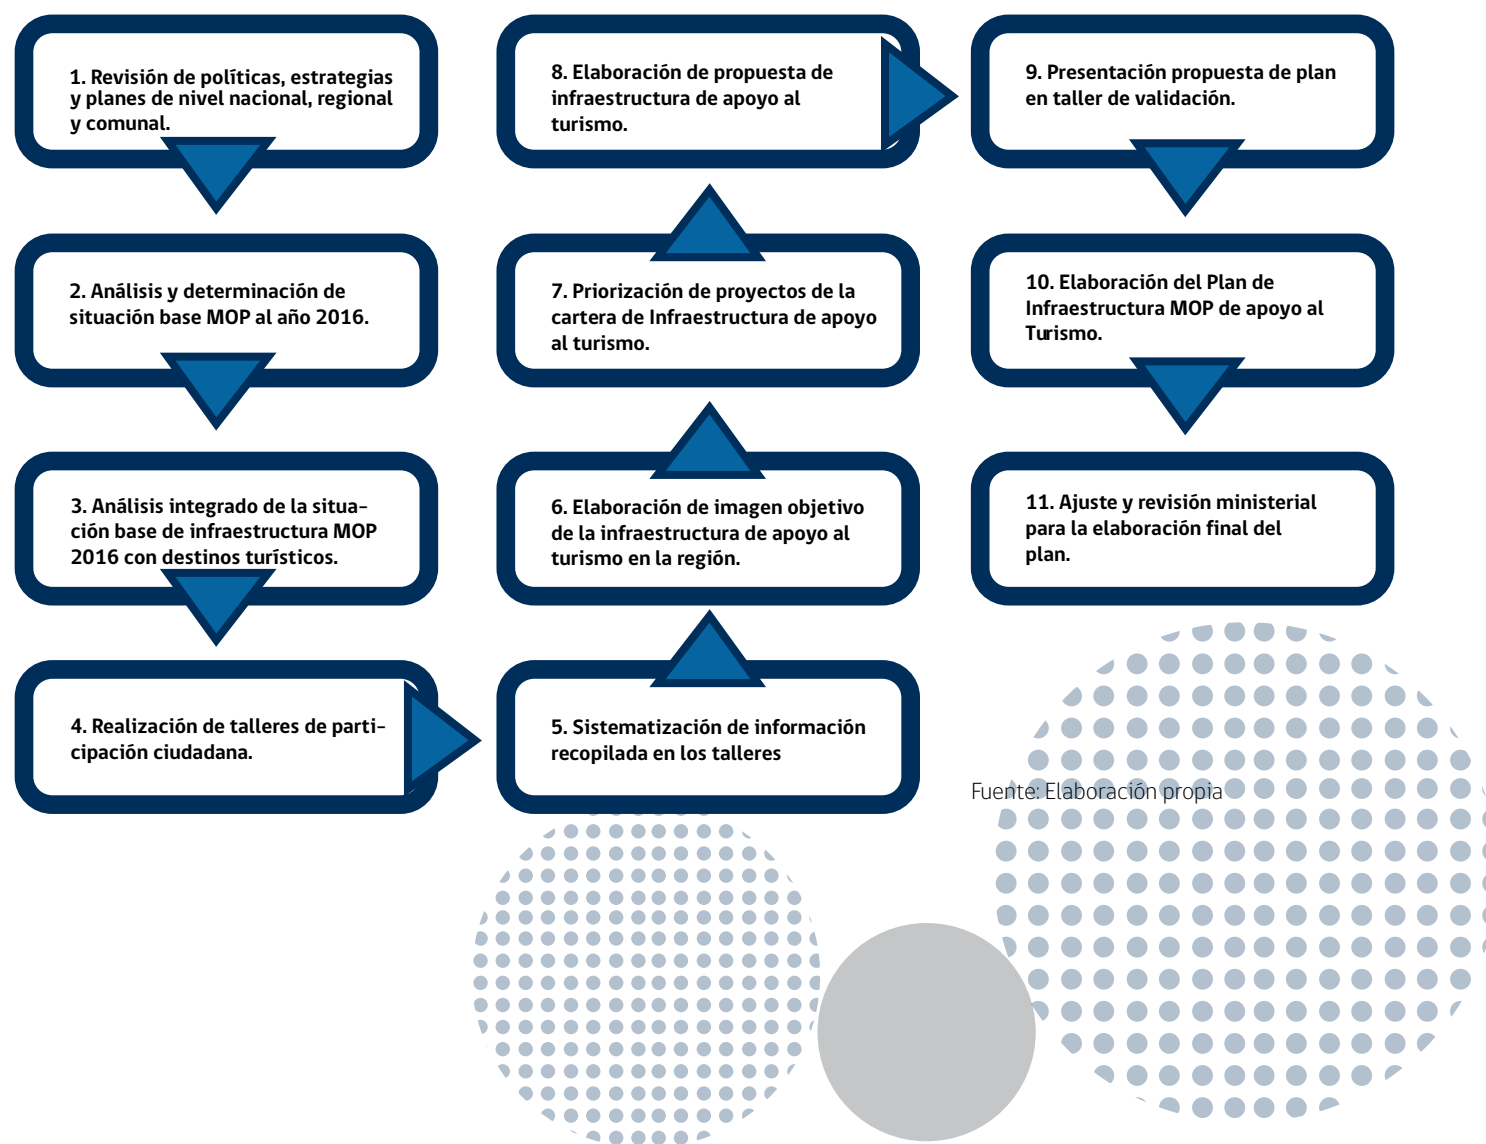 1. Revisión de políticas, estrategias
y planes de nivel nacional, regional
y comunal.
2. Análisis y determinación de
situación base MOP al año 2016.
3. Análisis integrado de la situa-
ción base de infraestructura MOP
2016 con destinos turísticos.
4. Realización de talleres de parti-
cipación ciudadana.
5. Sistematización de información
recopilada en los talleres
6. Elaboración de imagen objetivo
de la infraestructura de apoyo al
turismo en la región.
7. Priorización de proyectos de la
cartera de Infraestructura de apoyo
al turismo.
8. Elaboración de propuesta de
infraestructura de apoyo al
turismo.
9. Presentación propuesta de plan
en taller de validación.
10. Elaboración del Plan de
Infraestructura MOP de apoyo al
Turismo.
11. Ajuste y revisión ministerial
para la elaboración final del
plan.
Fuente: Elaboración propia